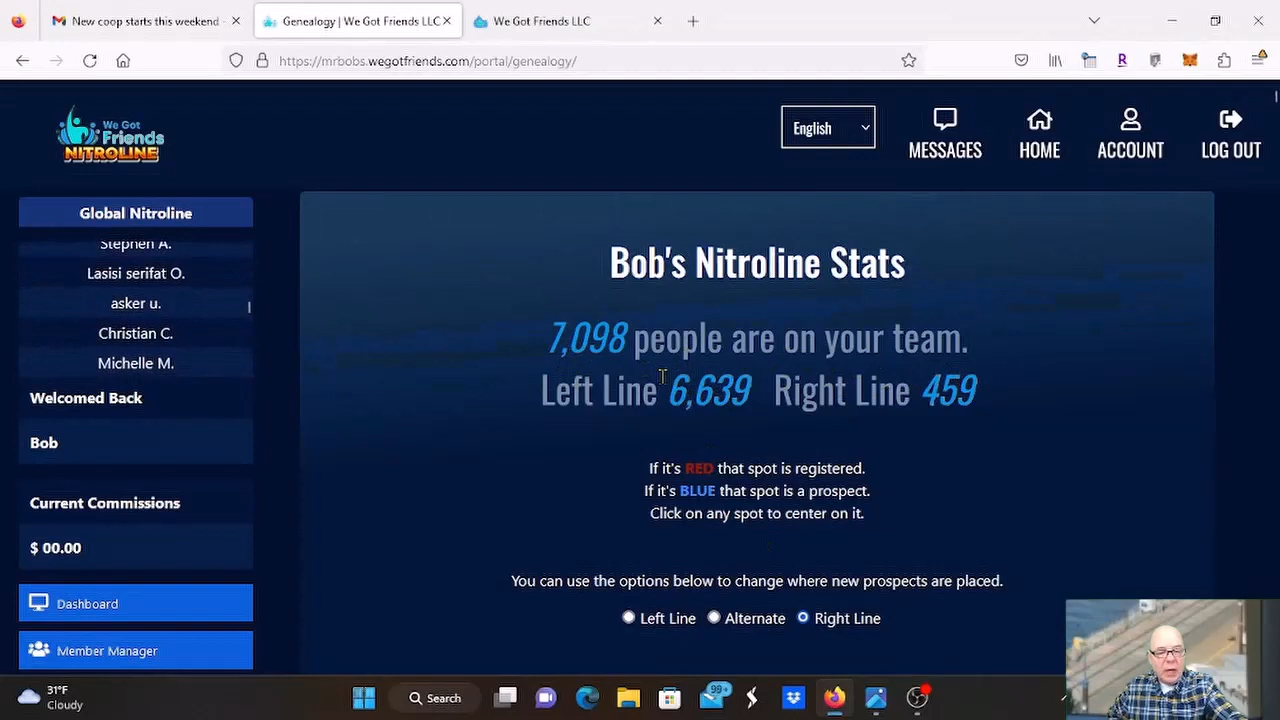 New coop starts this weekend -
Genealogy | We Got Friends LLC
We Got Friends LLC
https://mrbobs.wegotfriends.com/portal/genealogy/
We Got
Friends
NITROLINE
English
MESSAGES
HOME
ACCOUNT
LOG OUT
Global Nitroline
Stephen A.
Lasisi serifat O.
asker u.
Christian C.
Michelle M.
Welcomed Back
Bob
Current Commissions
$ 00.00
Dashboard
Member Manager
Bob's Nitroline Stats
7,098 people are on your team.
Left Line 6,639 Right Line 459
If it's RED that spot is registered.
If it's BLUE that spot is a prospect.
Click on any spot to center on it.
You can use the options below to change where new prospects are placed.
Left Line Alternate Right Line
31°F
Cloudy
Search
99+